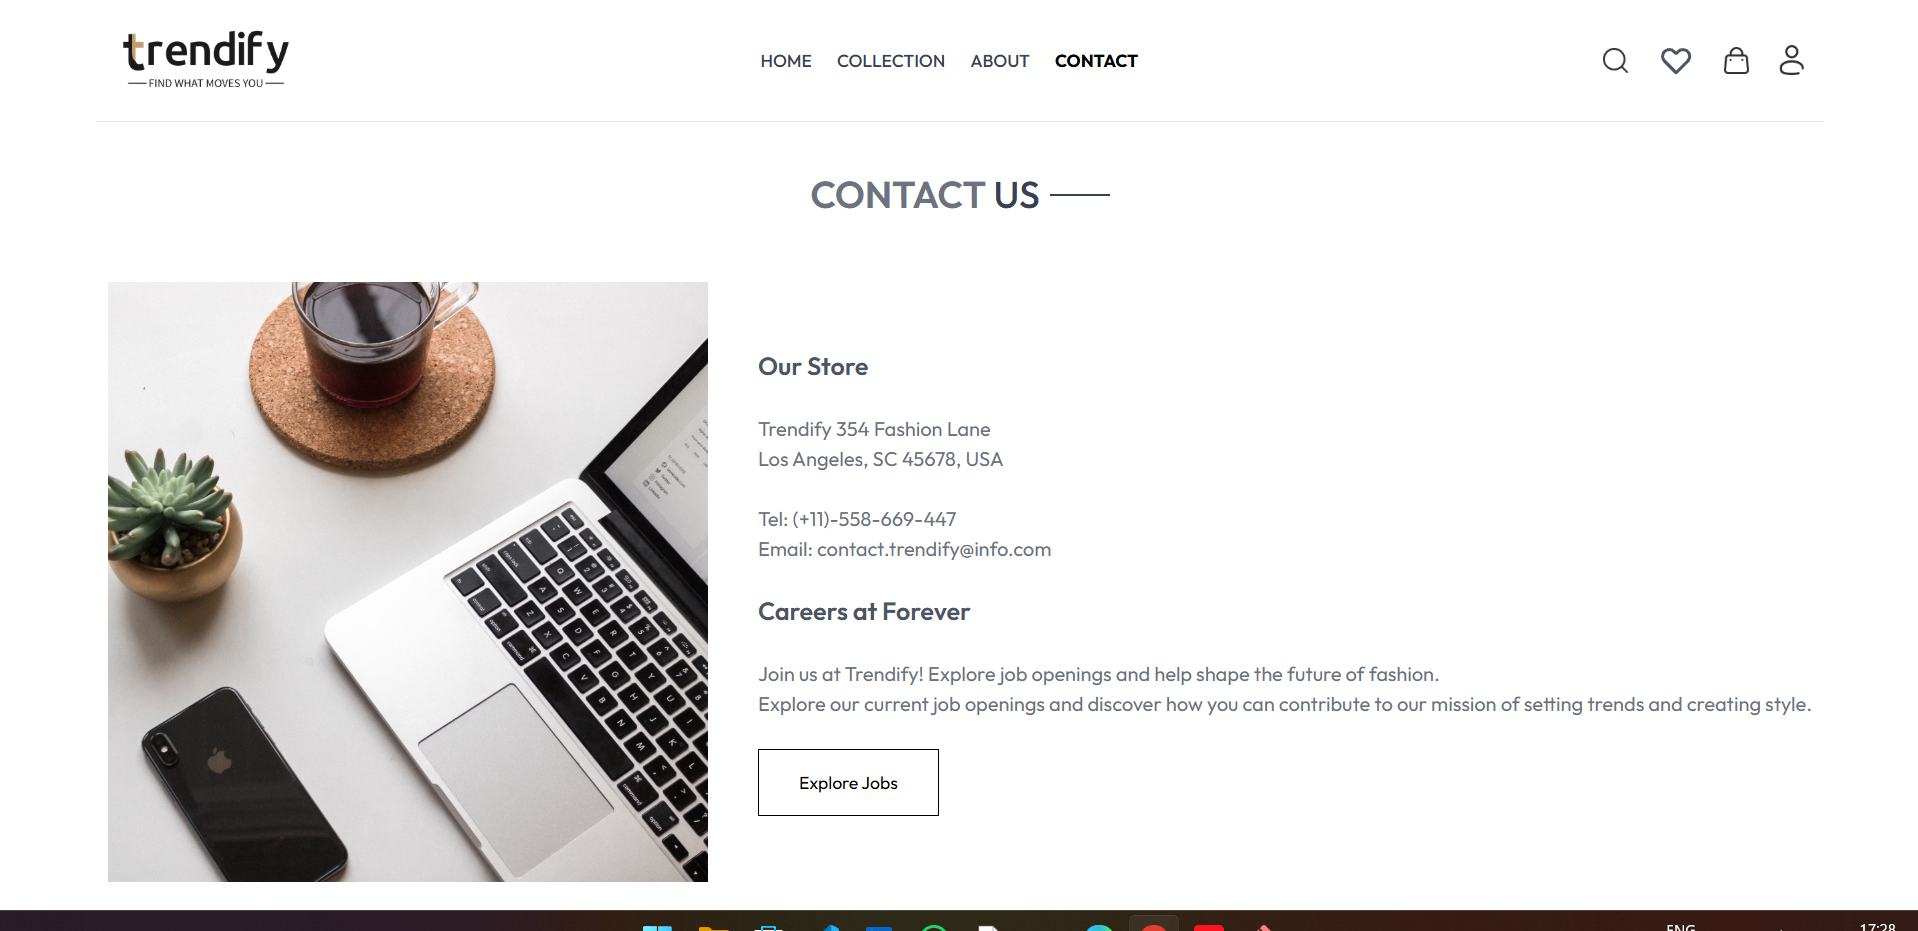 trendify
FIND WHAT MOVES YOU
HOME COLLECTION ABOUT CONTACT
CONTACT US
Our Store
Trendify 354 Fashion Lane
Los Angeles, SC 45678, USA
Tel: (+11)-558-669-447
Email: contact.trendify@info.com
Careers at Forever
Join us at Trendify! Explore job openings and help shape the future of fashion.
Explore our current job openings and discover how you can contribute to our mission of setting trends and creating style.
Explore Jobs
ENG
17:28